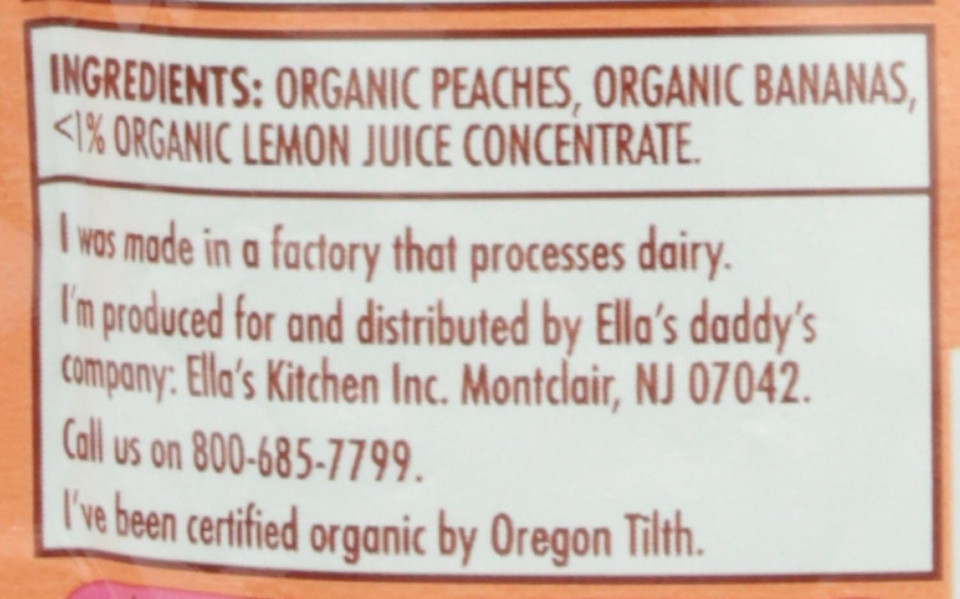 INGREDIENTS: ORGANIC PEACHES, ORGANIC BANANAS,
<1% ORGANIC LEMON JUICE CONCENTRATE.
I was made in a factory that processes dairy.
I'm produced for and distributed by Ella's daddy's
company: Ella's Kitchen Inc. Montclair, NJ 07042.
Call us on 800-685-7799.
I've been certified organic by Oregon Tilth.